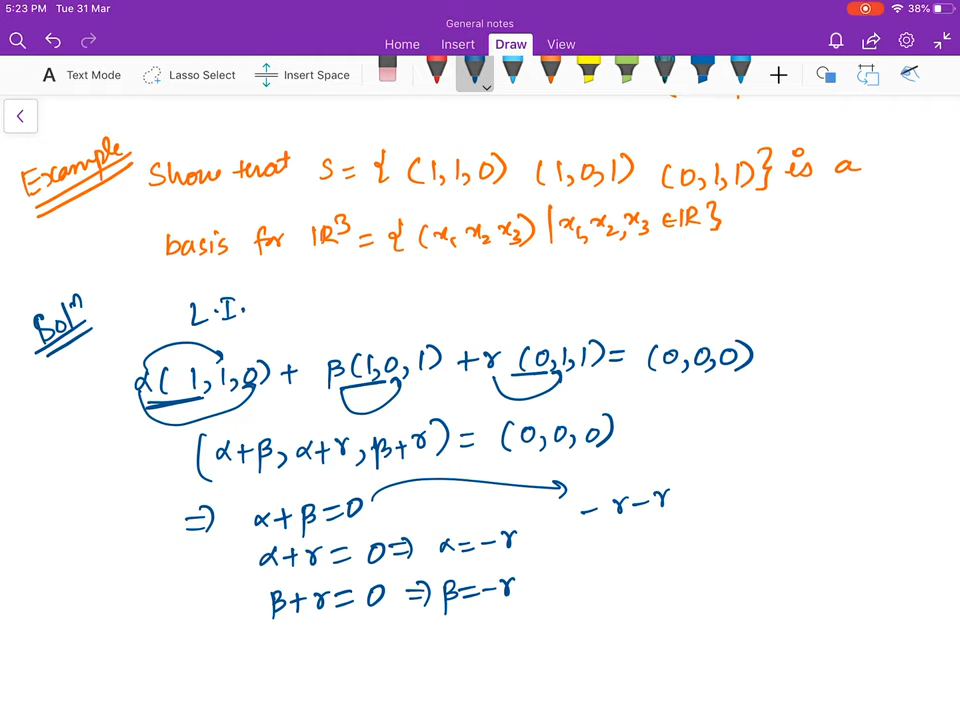 5:23 PM Tue 31 Mar
38%
General notes
Home Insert Draw View
A Text Mode Lasso Select Insert Space
Example Show that S = { (1,1,0) (1,0,1) (0,1,1)} is a
basis for IR³ = { (x₁ x₂ x₃) | x₁, x₂, x₃ ∈ IR }
Solⁿ L.I.
α(1,1,0) + β(1,0,1) + r(0,1,1) = (0,0,0)
(α+β, α+r, β+r) = (0,0,0)
⇒ α+β=0 -r-r
α+r=0 ⇒ α=-r
β+r=0 ⇒ β=-r